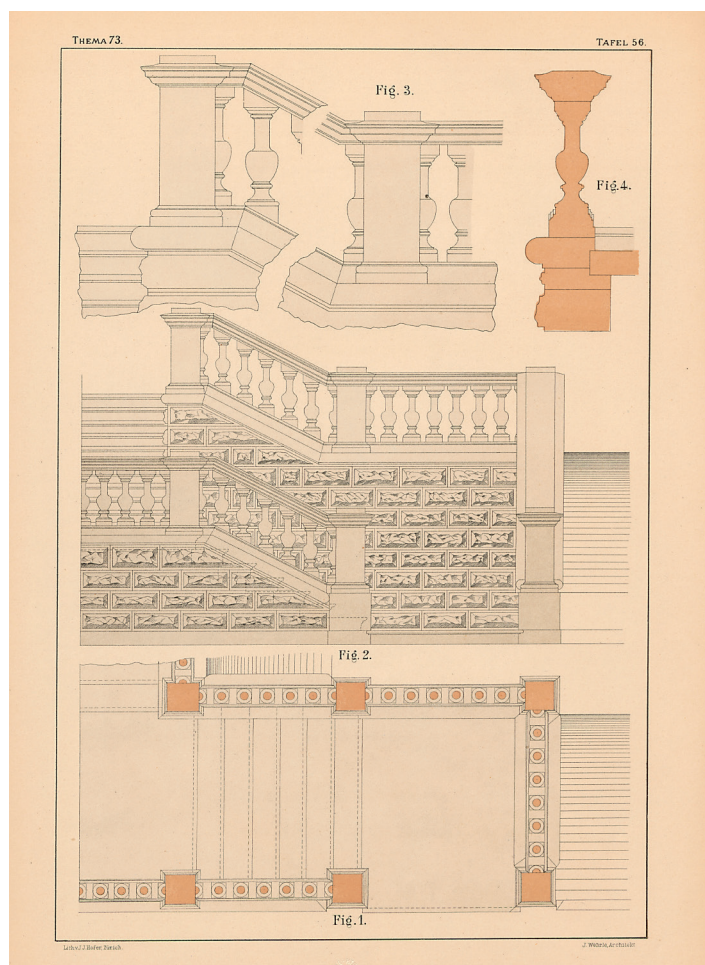 THEMA 73.
TAFEL 56.
Fig. 3.
Fig. 4.
Fig. 2.
Fig. 1.
Lith. v. J. J. Hofer, Zürich.
J. Wehrle, Architekt.